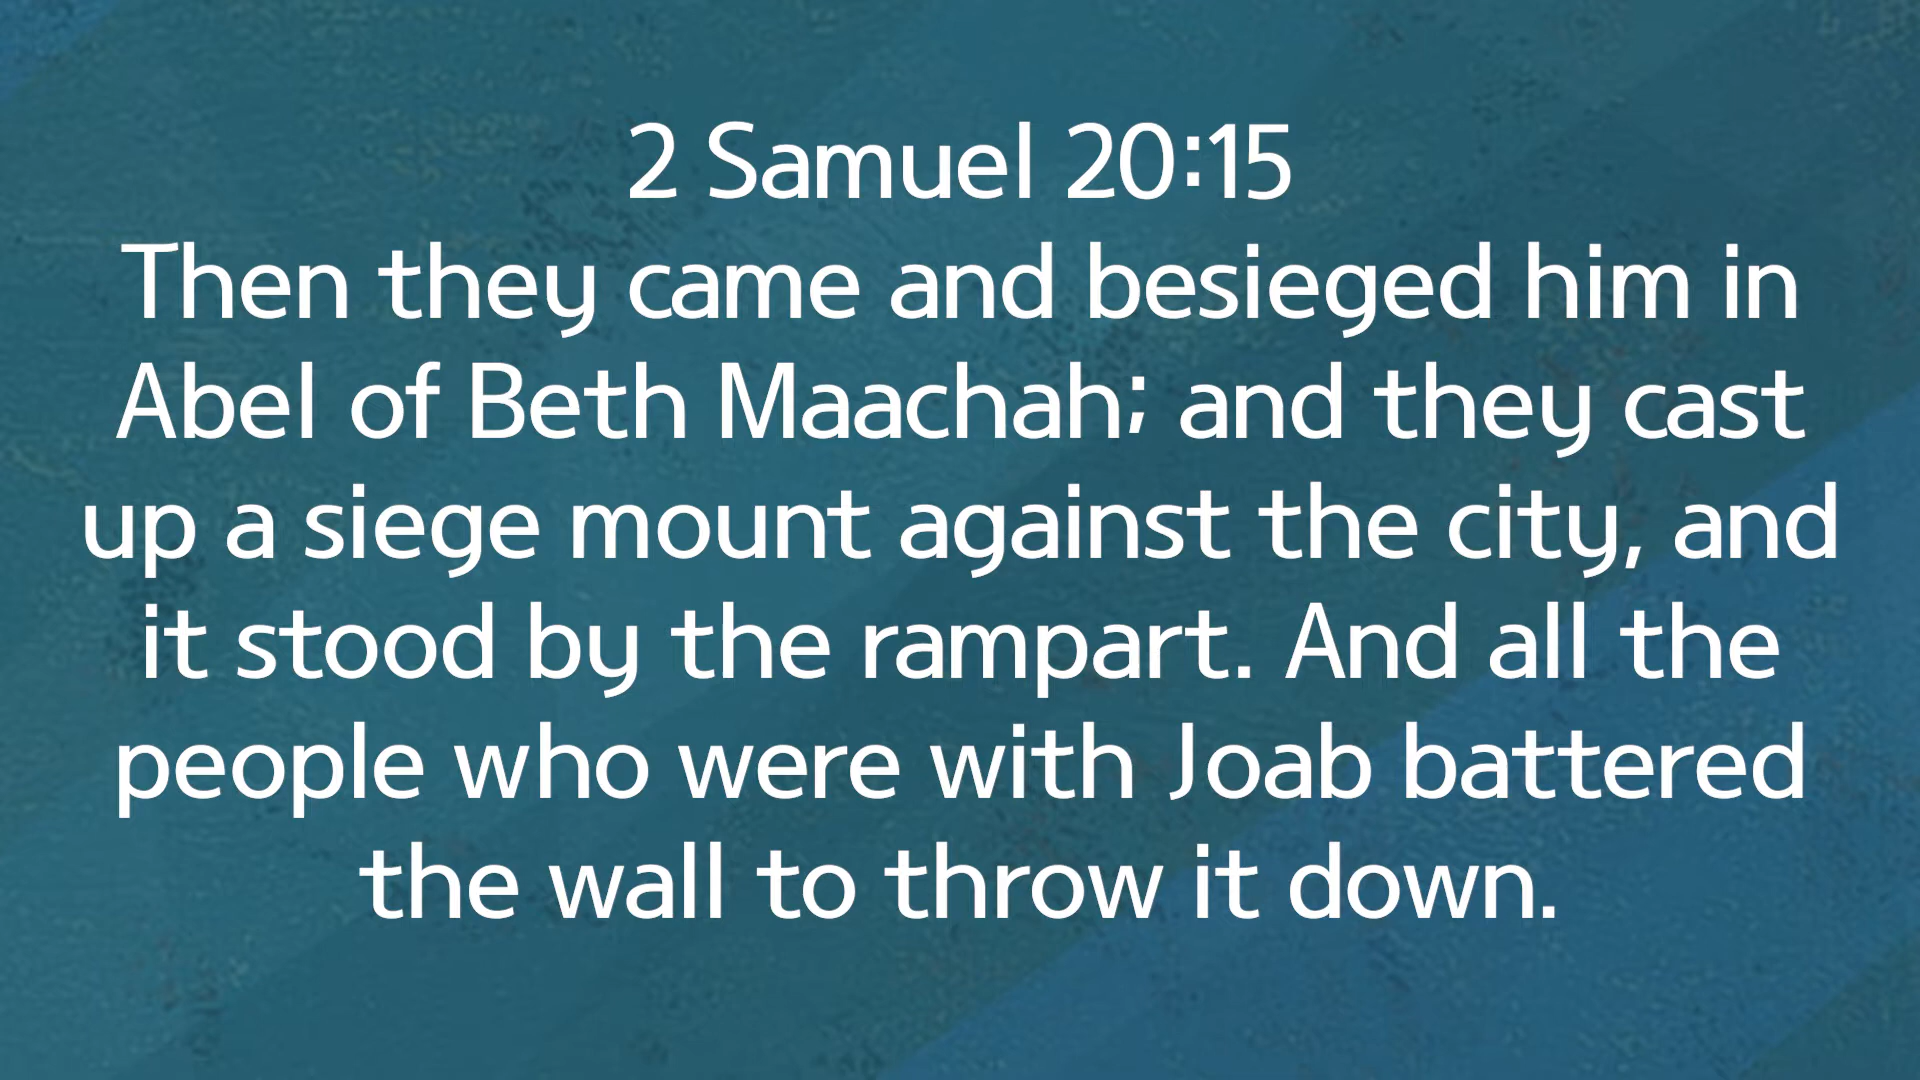 2 Samuel 20:15
Then they came and besieged him in
Abel of Beth Maachah; and they cast
up a siege mount against the city, and
it stood by the rampart. And all the
people who were with Joab battered
the wall to throw it down.